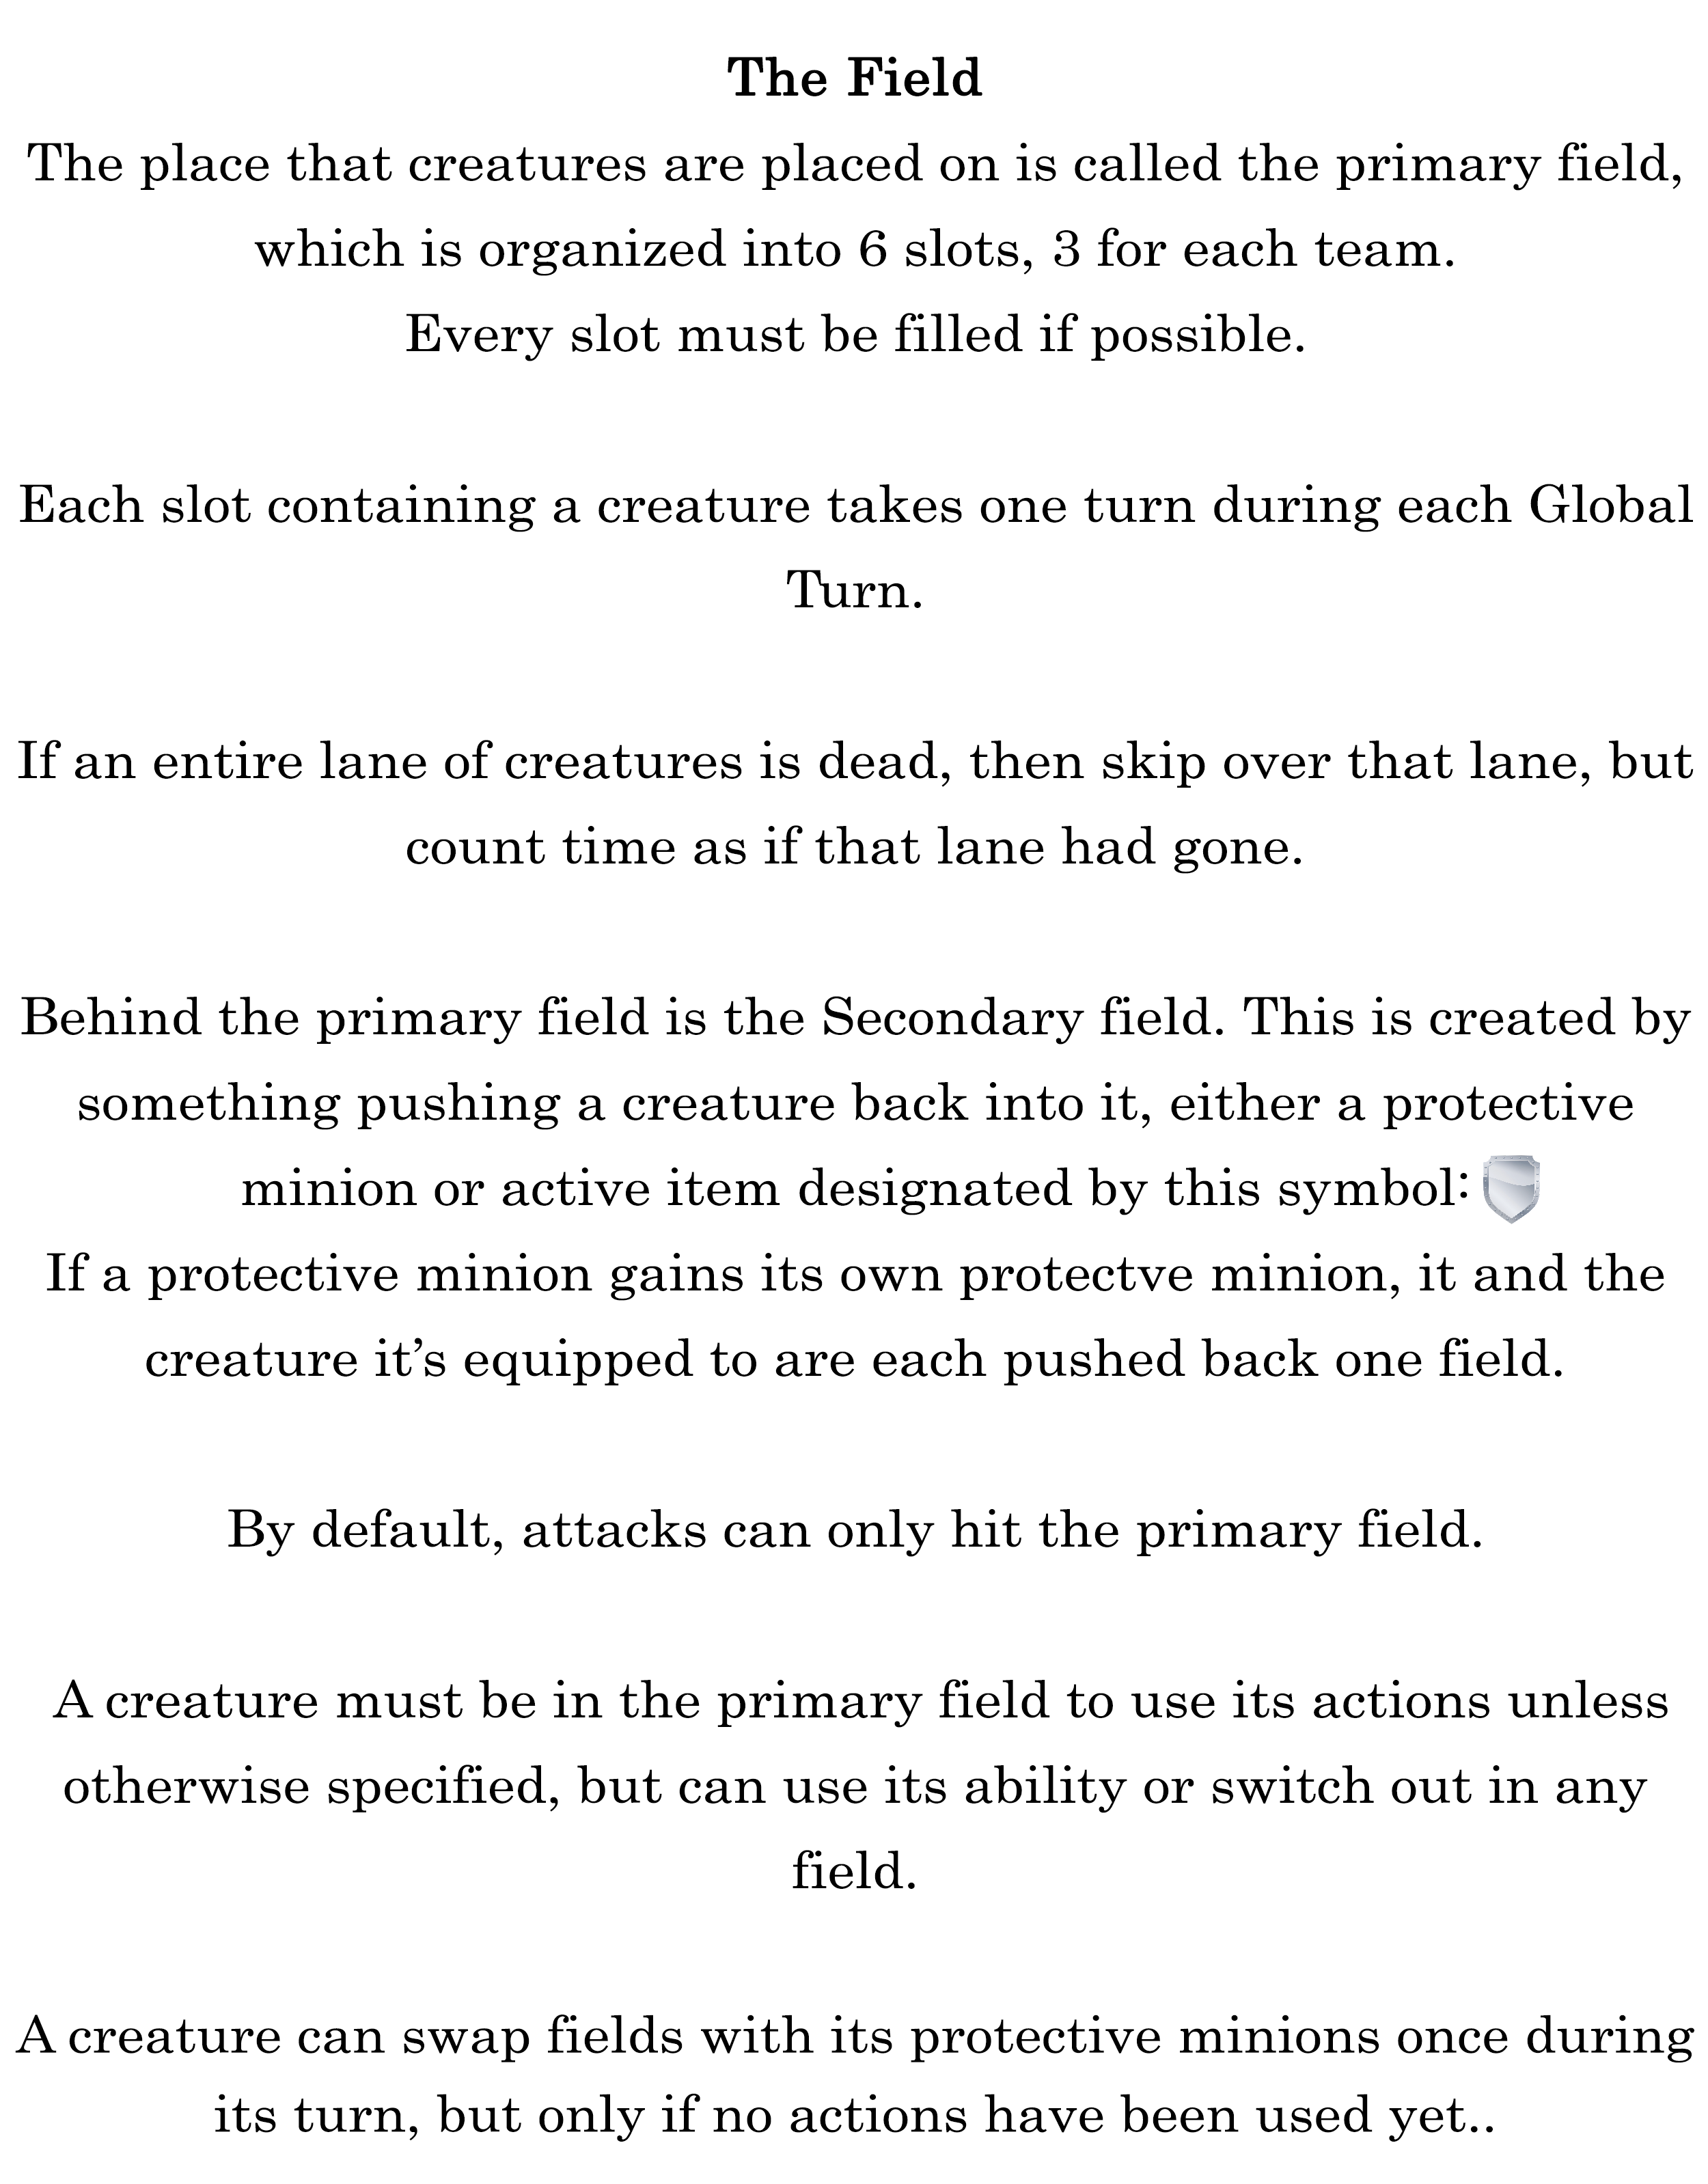 The Field
The place that creatures are placed on is called the primary field,
which is organized into 6 slots, 3 for each team.
Every slot must be filled if possible.
Each slot containing a creature takes one turn during each Global
Turn.
If an entire lane of creatures is dead, then skip over that lane, but
count time as if that lane had gone.
Behind the primary field is the Secondary field. This is created by
something pushing a creature back into it, either a protective
minion or active item designated by this symbol:
If a protective minion gains its own protectve minion, it and the
creature it’s equipped to are each pushed back one field.
By default, attacks can only hit the primary field.
A creature must be in the primary field to use its actions unless
otherwise specified, but can use its ability or switch out in any
field.
A creature can swap fields with its protective minions once during
its turn, but only if no actions have been used yet..